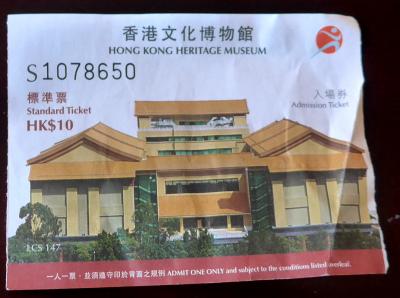 香港文化博物館
HONG KONG HERITAGE MUSEUM
S1078650
標準票
Standard Ticket
HK$10
入場券
Admission Ticket
LCS 147
一人一票，並須遵守印於背面之規例 ADMIT ONE ONLY and subject to the conditions listed overleaf.